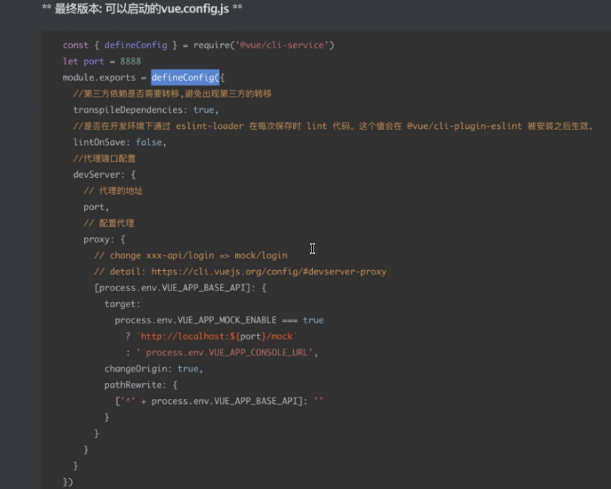 ** 最终版本: 可以启动的vue.config.js **
const { defineConfig } = require('@vue/cli-service')
let port = 8888
module.exports = defineConfig({
//第三方依赖是否需要转移,避免出现第三方的转移
transpileDependencies: true,
//是否在开发环境下通过 eslint-loader 在每次保存时 lint 代码。这个值会在 @vue/cli-plugin-eslint 被安装之后生效。
lintOnSave: false,
//代理端口配置
devServer: {
// 代理的地址
port,
// 配置代理
proxy: {
// change xxx-api/login => mock/login
// detail: https://cli.vuejs.org/config/#devserver-proxy
[process.env.VUE_APP_BASE_API]: {
target:
process.env.VUE_APP_MOCK_ENABLE === true
? `http://localhost:${port}/mock`
: ' process.env.VUE_APP_CONSOLE_URL',
changeOrigin: true,
pathRewrite: {
['^' + process.env.VUE_APP_BASE_API]: ''
}
}
}
}
})